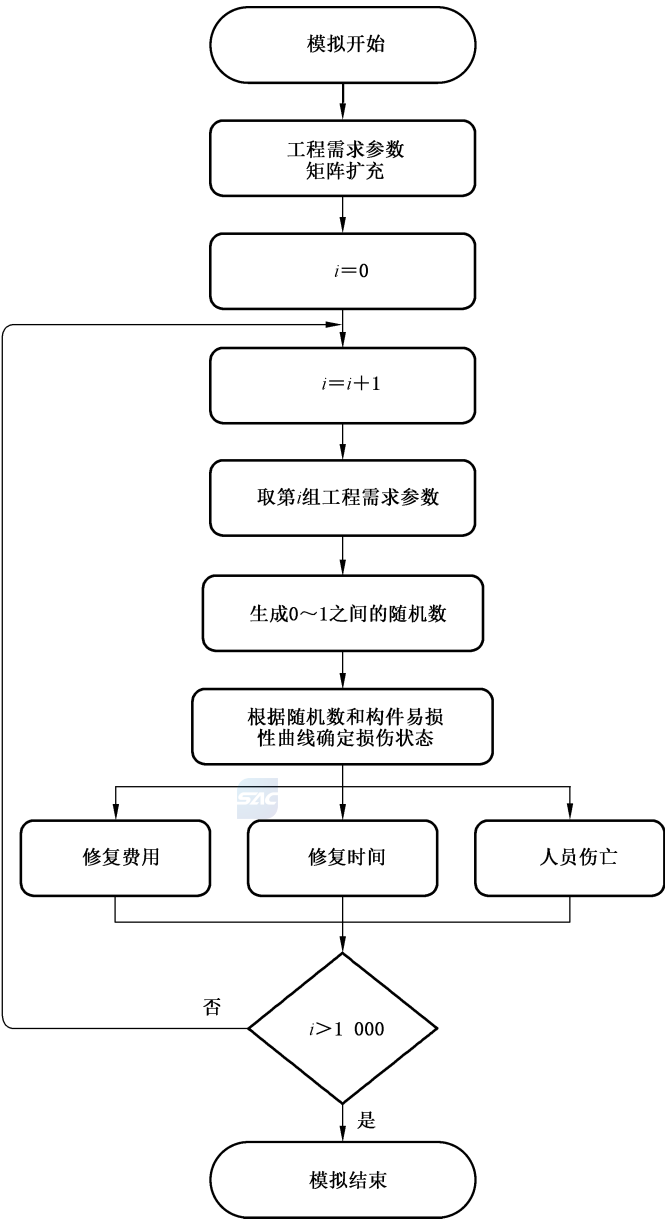 模拟开始
工程需求参数
矩阵扩充
i=0
i=i+1
取第i组工程需求参数
生成0～1之间的随机数
根据随机数和构件易损
性曲线确定损伤状态
SAC
修复费用
修复时间
人员伤亡
否
i＞1 000
是
模拟结束